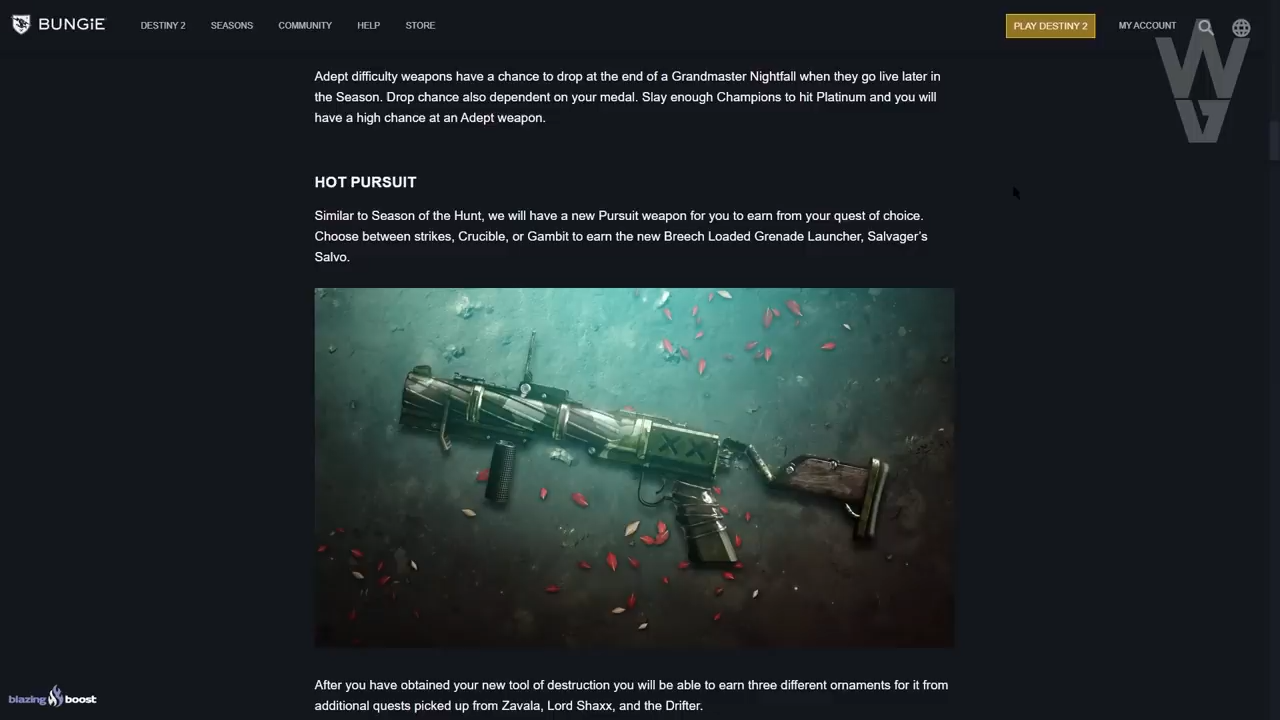 BUNGiE
DESTINY 2
SEASONS
COMMUNITY
HELP
STORE
PLAY DESTINY 2
MY ACCOUNT
WG
Adept difficulty weapons have a chance to drop at the end of a Grandmaster Nightfall when they go live later in
the Season. Drop chance also dependent on your medal. Slay enough Champions to hit Platinum and you will
have a high chance at an Adept weapon.
HOT PURSUIT
Similar to Season of the Hunt, we will have a new Pursuit weapon for you to earn from your quest of choice.
Choose between strikes, Crucible, or Gambit to earn the new Breech Loaded Grenade Launcher, Salvager's
Salvo.
XX
After you have obtained your new tool of destruction you will be able to earn three different ornaments for it from
additional quests picked up from Zavala, Lord Shaxx, and the Drifter.
blazing boost